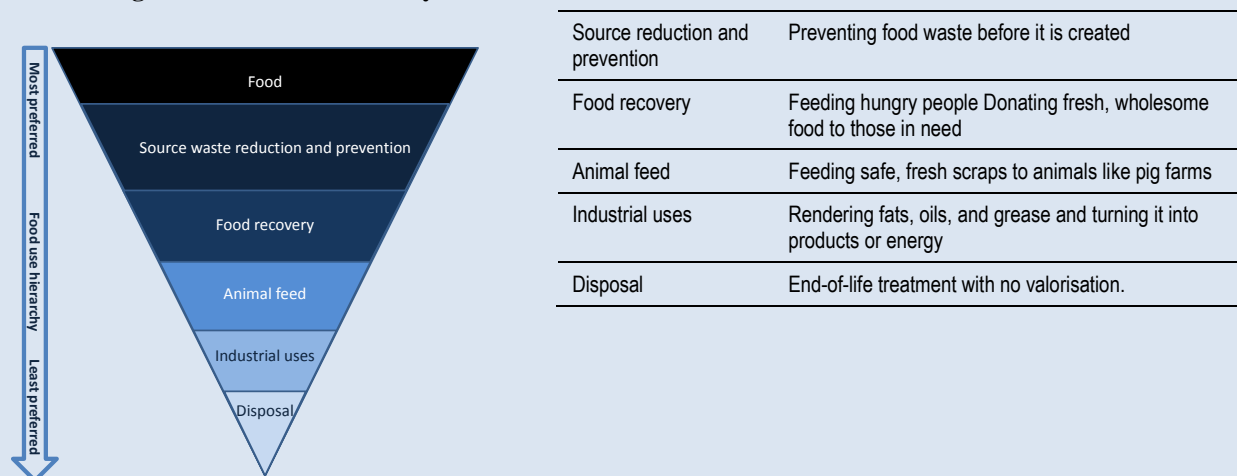 Most preferred
Food use hierarchy
Least preferred
Food
Source waste reduction and prevention
Food recovery
Animal feed
Industrial uses
Disposal
Source reduction and
prevention
Preventing food waste before it is created
Food recovery
Feeding hungry people Donating fresh, wholesome
food to those in need
Animal feed
Feeding safe, fresh scraps to animals like pig farms
Industrial uses
Rendering fats, oils, and grease and turning it into
products or energy
Disposal
End-of-life treatment with no valorisation.